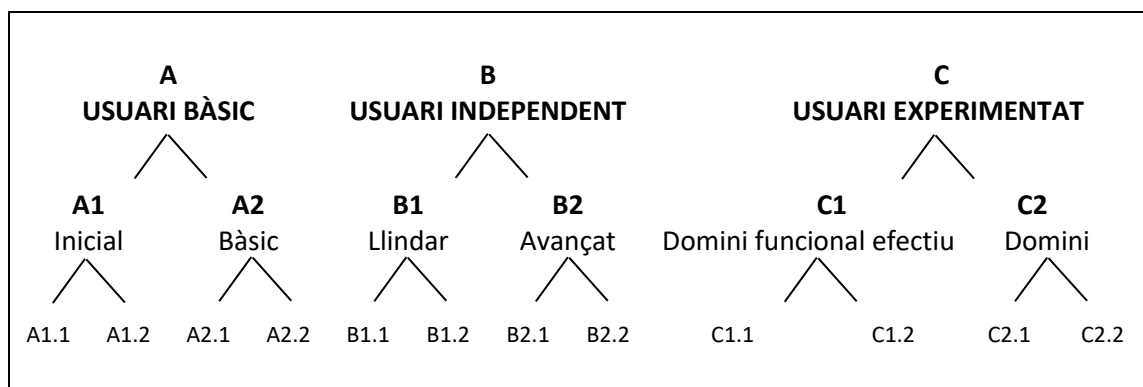 A B C
USUARI BÀSIC USUARI INDEPENDENT USUARI EXPERIMENTAT
A1 A2 B1 B2 C1 C2
Inicial Bàsic Llindar Avançat Domini funcional efectiu Domini
A1.1 A1.2 A2.1 A2.2 B1.1 B1.2 B2.1 B2.2 C1.1 C1.2 C2.1 C2.2